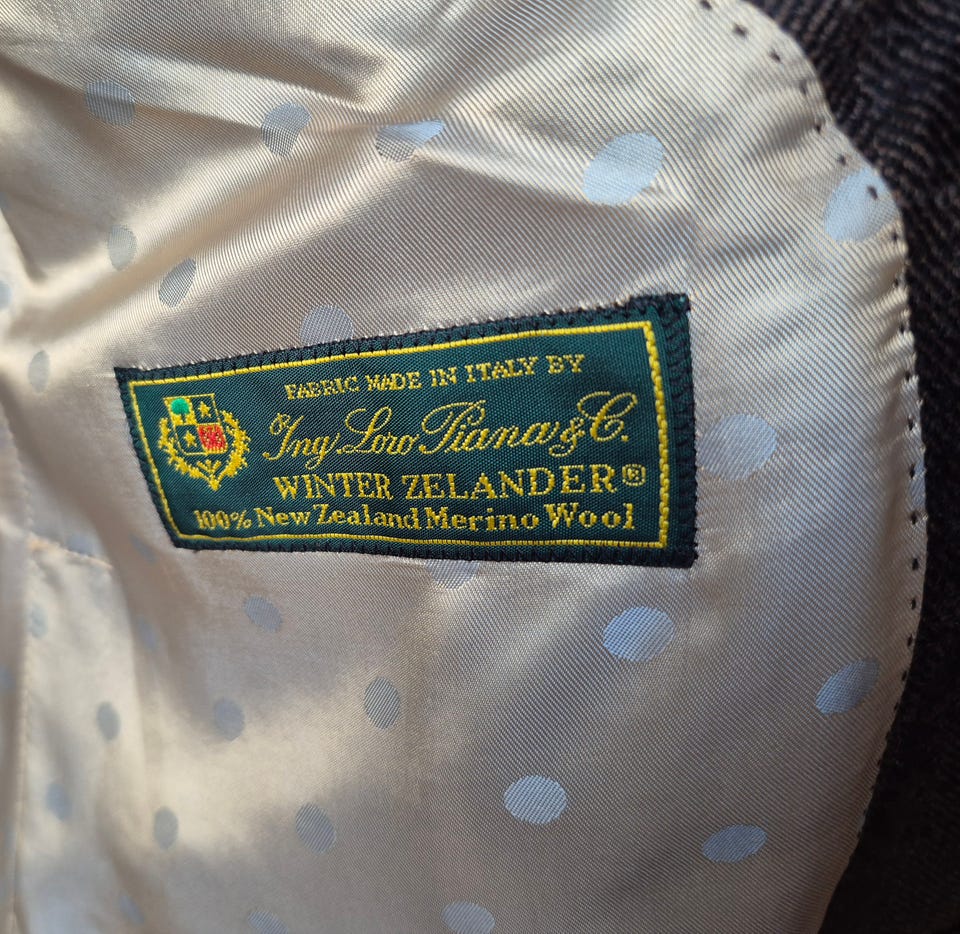 FABRIC MADE IN ITALY BY
Ing. Loro Piana & C.
WINTER ZELANDER®
100% New Zealand Merino Wool